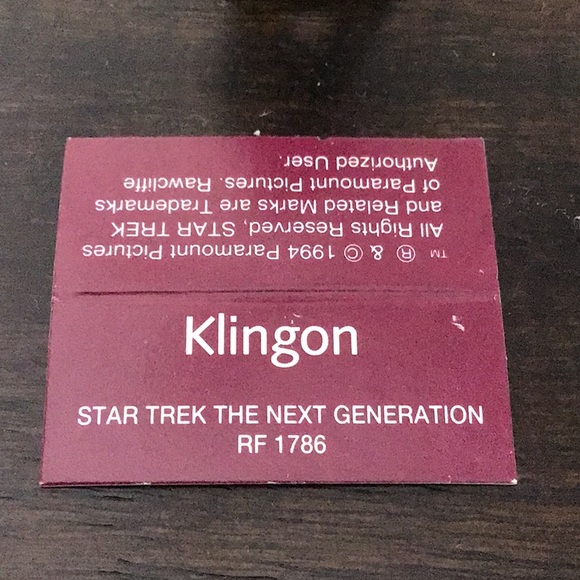 ™ ® & © 1994 Paramount Pictures
All Rights Reserved, STAR TREK
and Related Marks are Trademarks
of Paramount Pictures. Rawcliffe
Authorized User.
Klingon
STAR TREK THE NEXT GENERATION
RF 1786